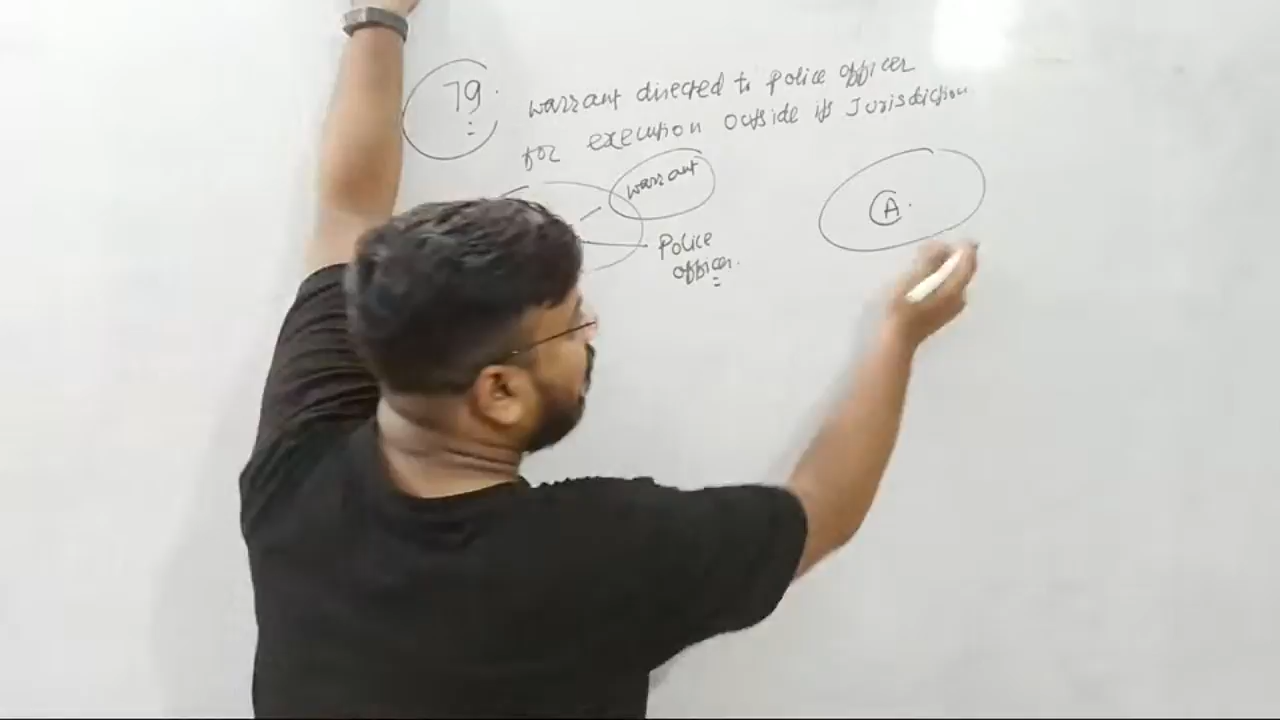 79. warrant directed to police officer
for execution outside its Jurisdiction
warrant
Police
officer.
A.